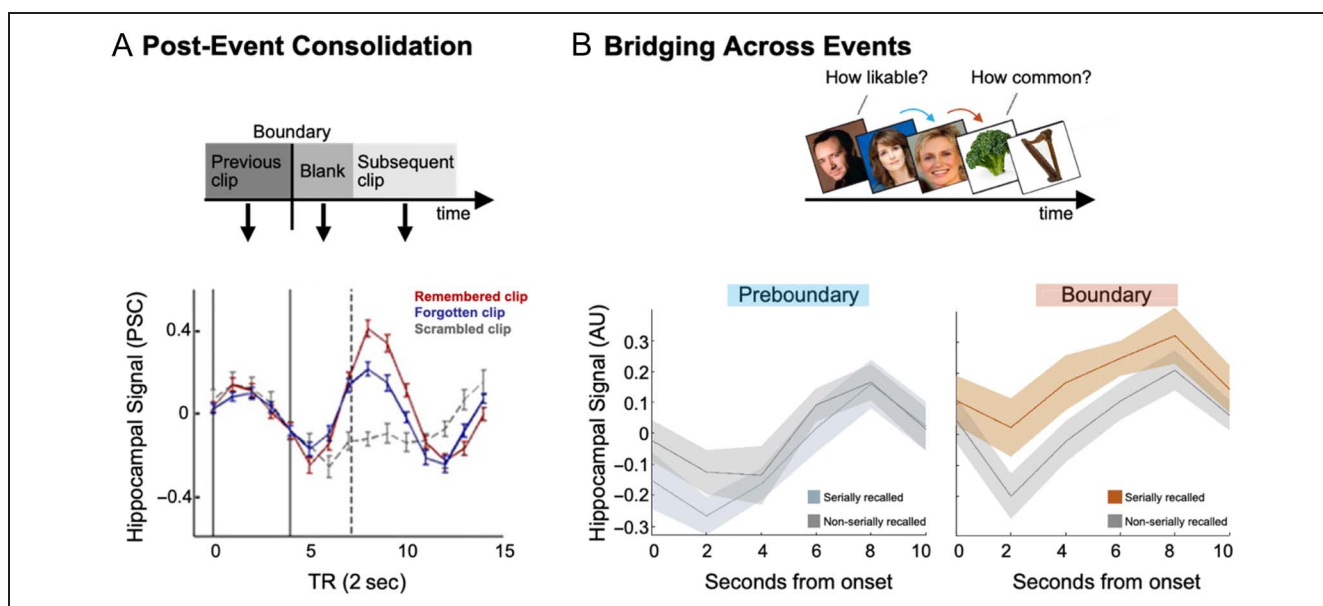 A Post-Event Consolidation
Boundary
Previous clip
Blank
Subsequent clip
time
Hippocampal Signal (PSC)
Remembered clip
Forgotten clip
Scrambled clip
0.4
0
−0.4
0 5 10 15
TR (2 sec)
B Bridging Across Events
How likable? How common?
time
Preboundary
Boundary
Hippocampal Signal (AU)
0.3
0.2
0.1
0
−0.1
−0.2
−0.3
Serially recalled
Non-serially recalled
0 2 4 6 8 10
Seconds from onset
Serially recalled
Non-serially recalled
0 2 4 6 8 10
Seconds from onset